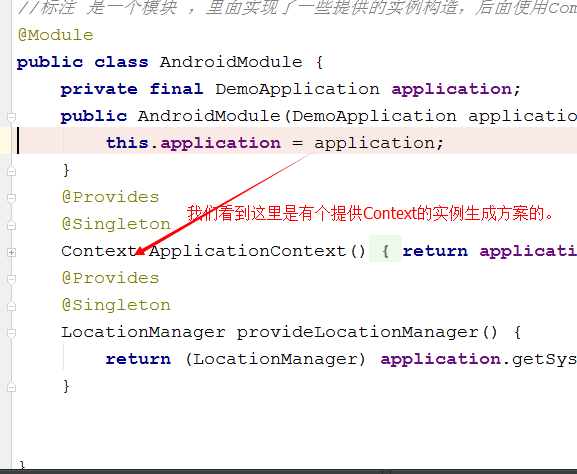 //标注 是一个模块 ，里面实现了一些提供的实例构造，后面使用Com
@Module
public class AndroidModule {
private final DemoApplication application;
public AndroidModule(DemoApplication applicatio
this.application = application;
}
@Provides
我们看到这里是有个提供Context的实例生成方案的。
@Singleton
Context ApplicationContext() { return applicati
@Provides
@Singleton
LocationManager provideLocationManager() {
return (LocationManager) application.getSys
}
}